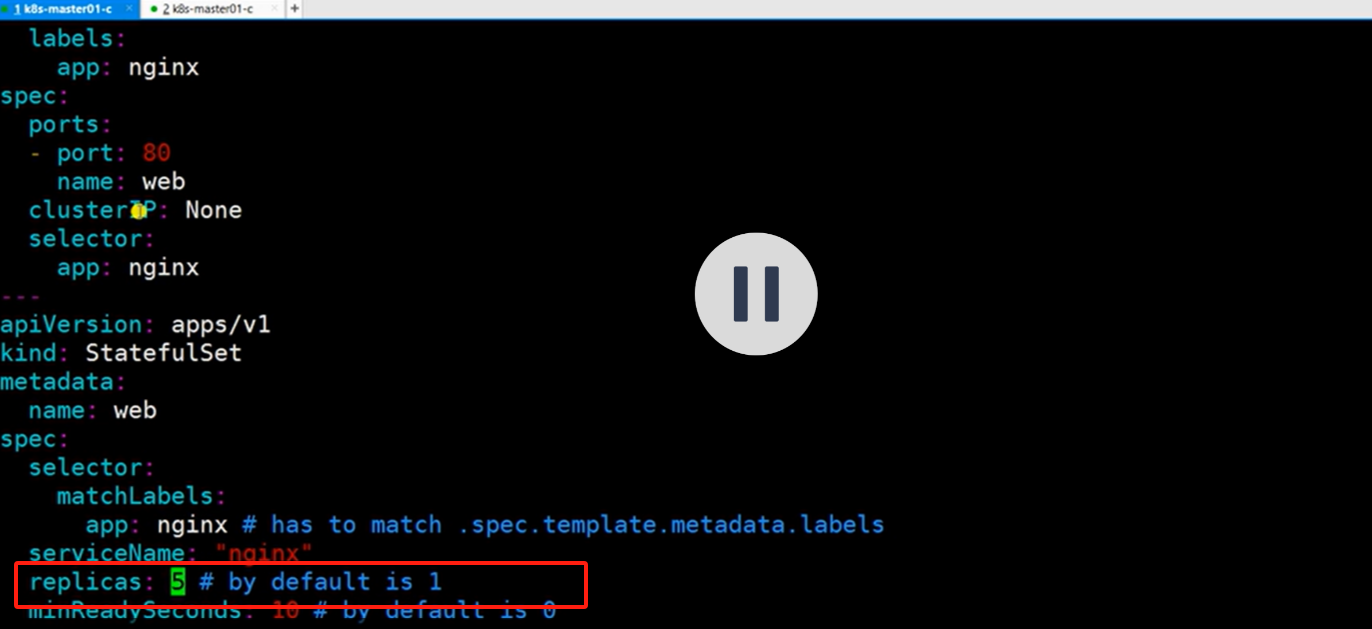 1 k8s-master01-c ×
2 k8s-master01-c × +
labels:
app: nginx
spec:
ports:
- port: 80
name: web
clusterIP: None
selector:
app: nginx
---
apiVersion: apps/v1
kind: StatefulSet
metadata:
name: web
spec:
selector:
matchLabels:
app: nginx # has to match .spec.template.metadata.labels
serviceName: "nginx"
replicas: 5 # by default is 1
minReadySeconds: 10 # by default is 0